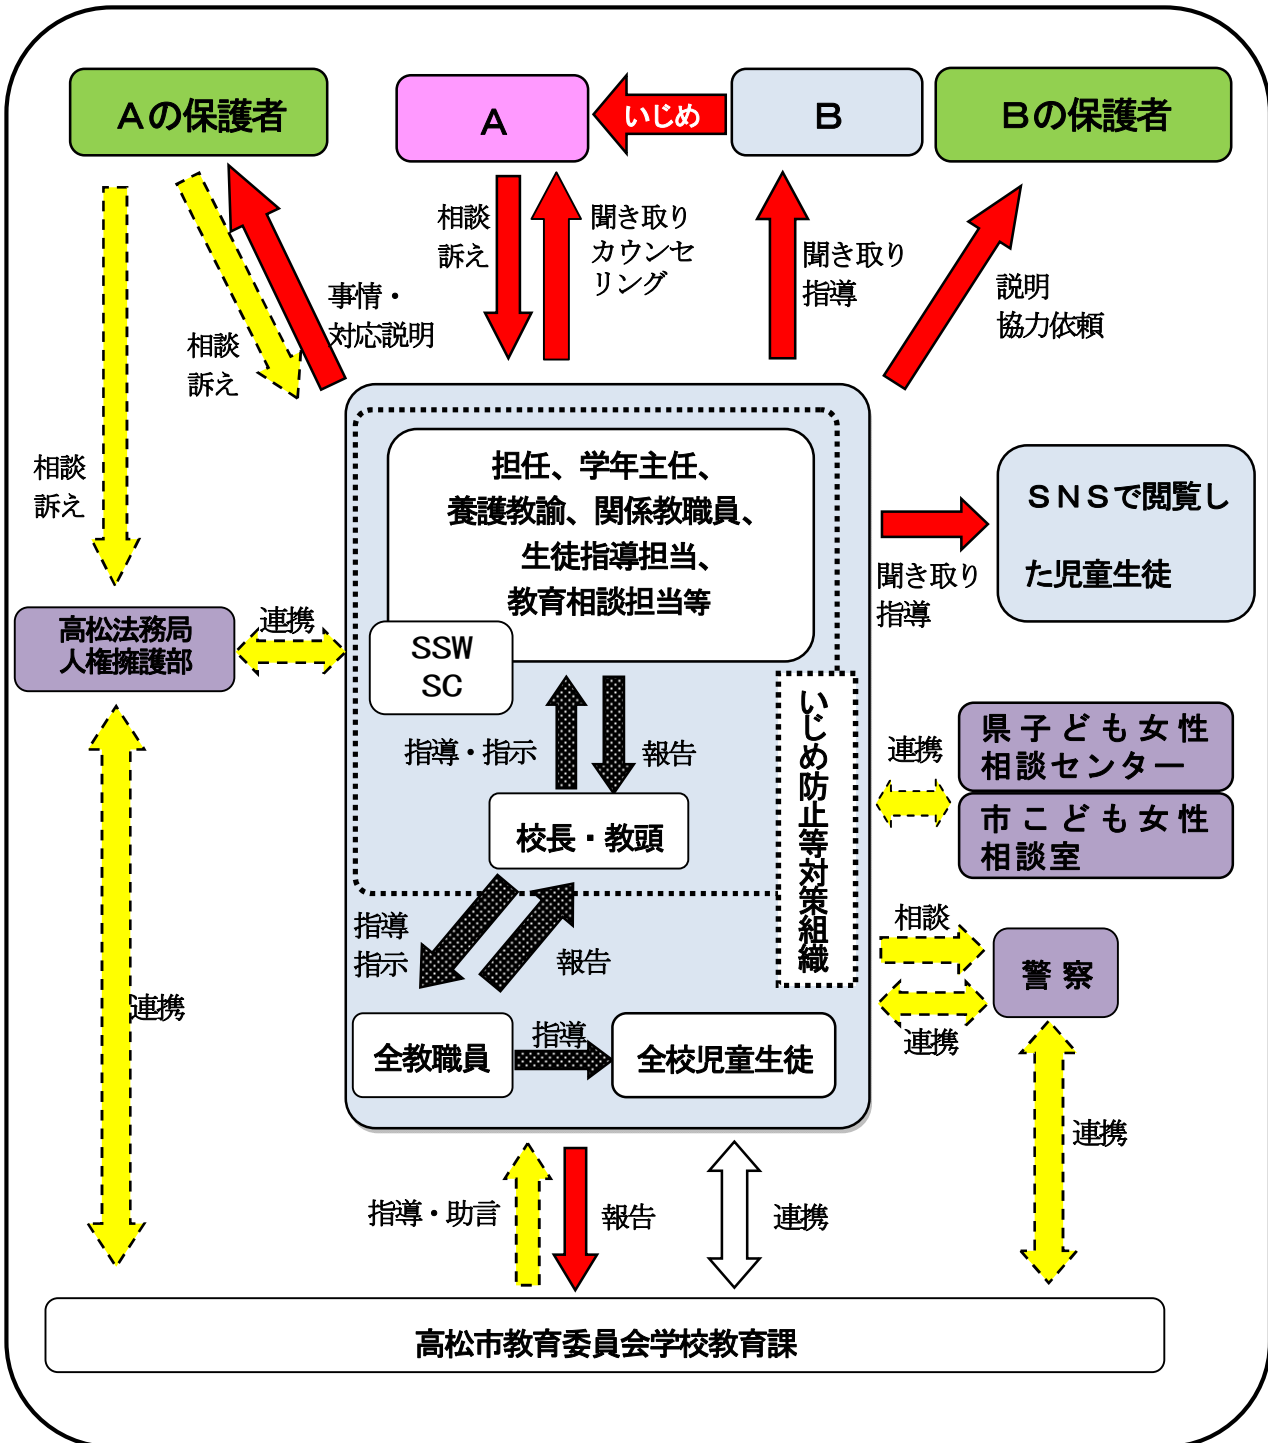 Ａの保護者
Ａ
いじめ
Ｂ
Ｂの保護者
相談
訴え
聞き取り
カウンセ
リング
聞き取り
指導
説明
協力依頼
事情・
対応説明
相談
訴え
相談
訴え
担任、学年主任、
養護教諭、関係教職員、
生徒指導担当、
教育相談担当等
ＳＮＳで閲覧し
た児童生徒
聞き取り
指導
高松法務局
人権擁護部
連携
SSW
SC
いじめ防止等対策組織
指導・指示
報告
連携
県子ども女性
相談センター
市こども女性
相談室
校長・教頭
指導
指示
報告
相談
警察
連携
連携
全教職員
指導
全校児童生徒
連携
指導・助言
報告
連携
高松市教育委員会学校教育課